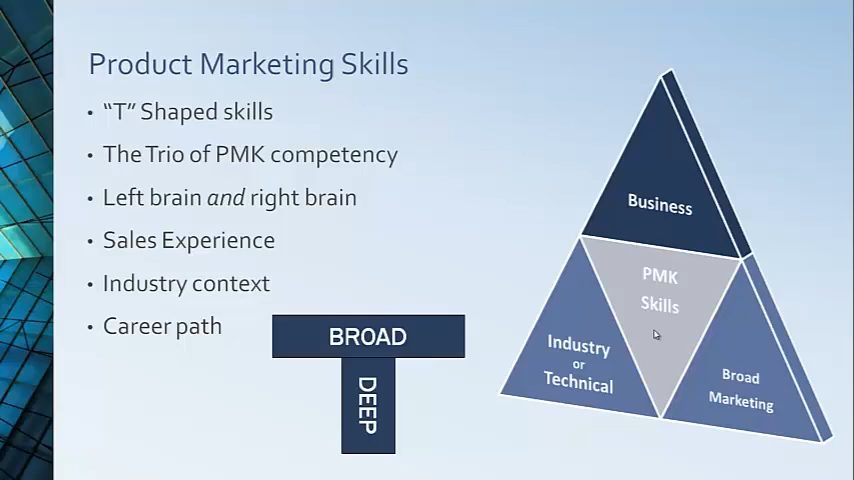 Product Marketing Skills
• “T” Shaped skills
• The Trio of PMK competency
• Left brain and right brain
• Sales Experience
• Industry context
• Career path
BROAD
DEEP
Business
PMK
Skills
Industry
or
Technical
Broad
Marketing